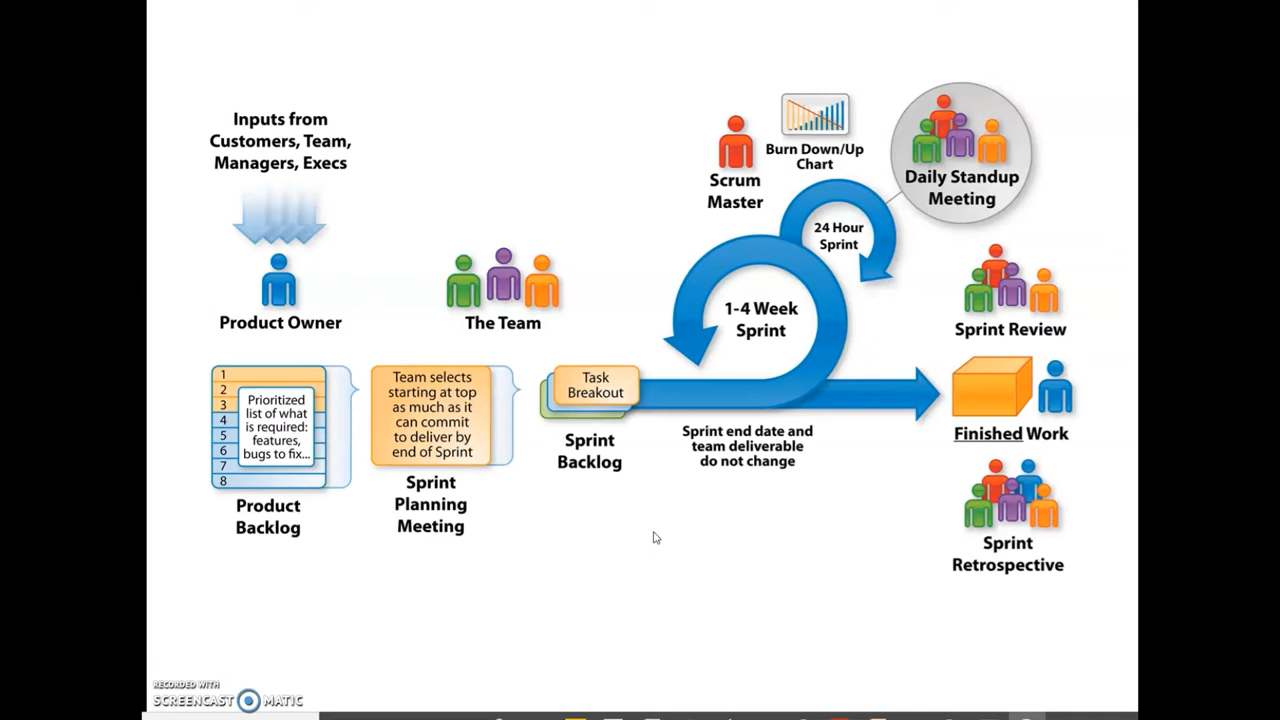 Inputs from
Customers, Team,
Managers, Execs
Product Owner
The Team
Scrum
Master
Burn Down/Up
Chart
Daily Standup
Meeting
24 Hour
Sprint
1-4 Week
Sprint
Sprint Review
1
2
3
4
5
6
7
8
Prioritized
list of what
is required:
features,
bugs to fix...
Product
Backlog
Team selects
starting at top
as much as it
can commit
to deliver by
end of Sprint
Sprint
Planning
Meeting
Task
Breakout
Sprint
Backlog
Sprint end date and
team deliverable
do not change
Finished Work
Sprint
Retrospective
RECORDED WITH
SCREENCAST MATIC